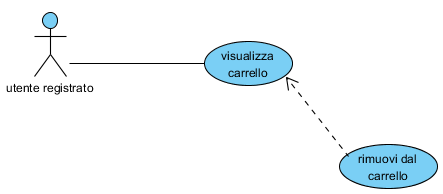 visualizza
carrello
utente registrato
rimuovi dal
carrello